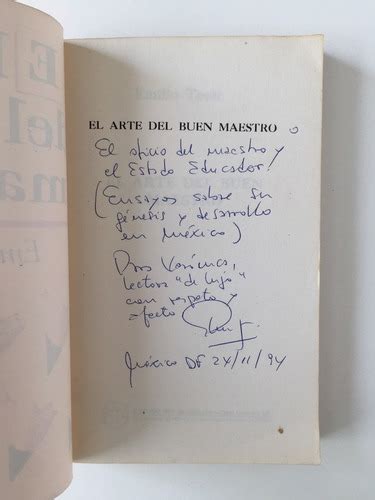 EL ARTE DEL BUEN MAESTRO
El oficio del maestro y
el Estado Educador!
(Ensayos sobre su
génesis y desarrollo
en México)
Para Verónica,
lectora "de lujo"
con respeto y
afecto
México DF 24/11/94